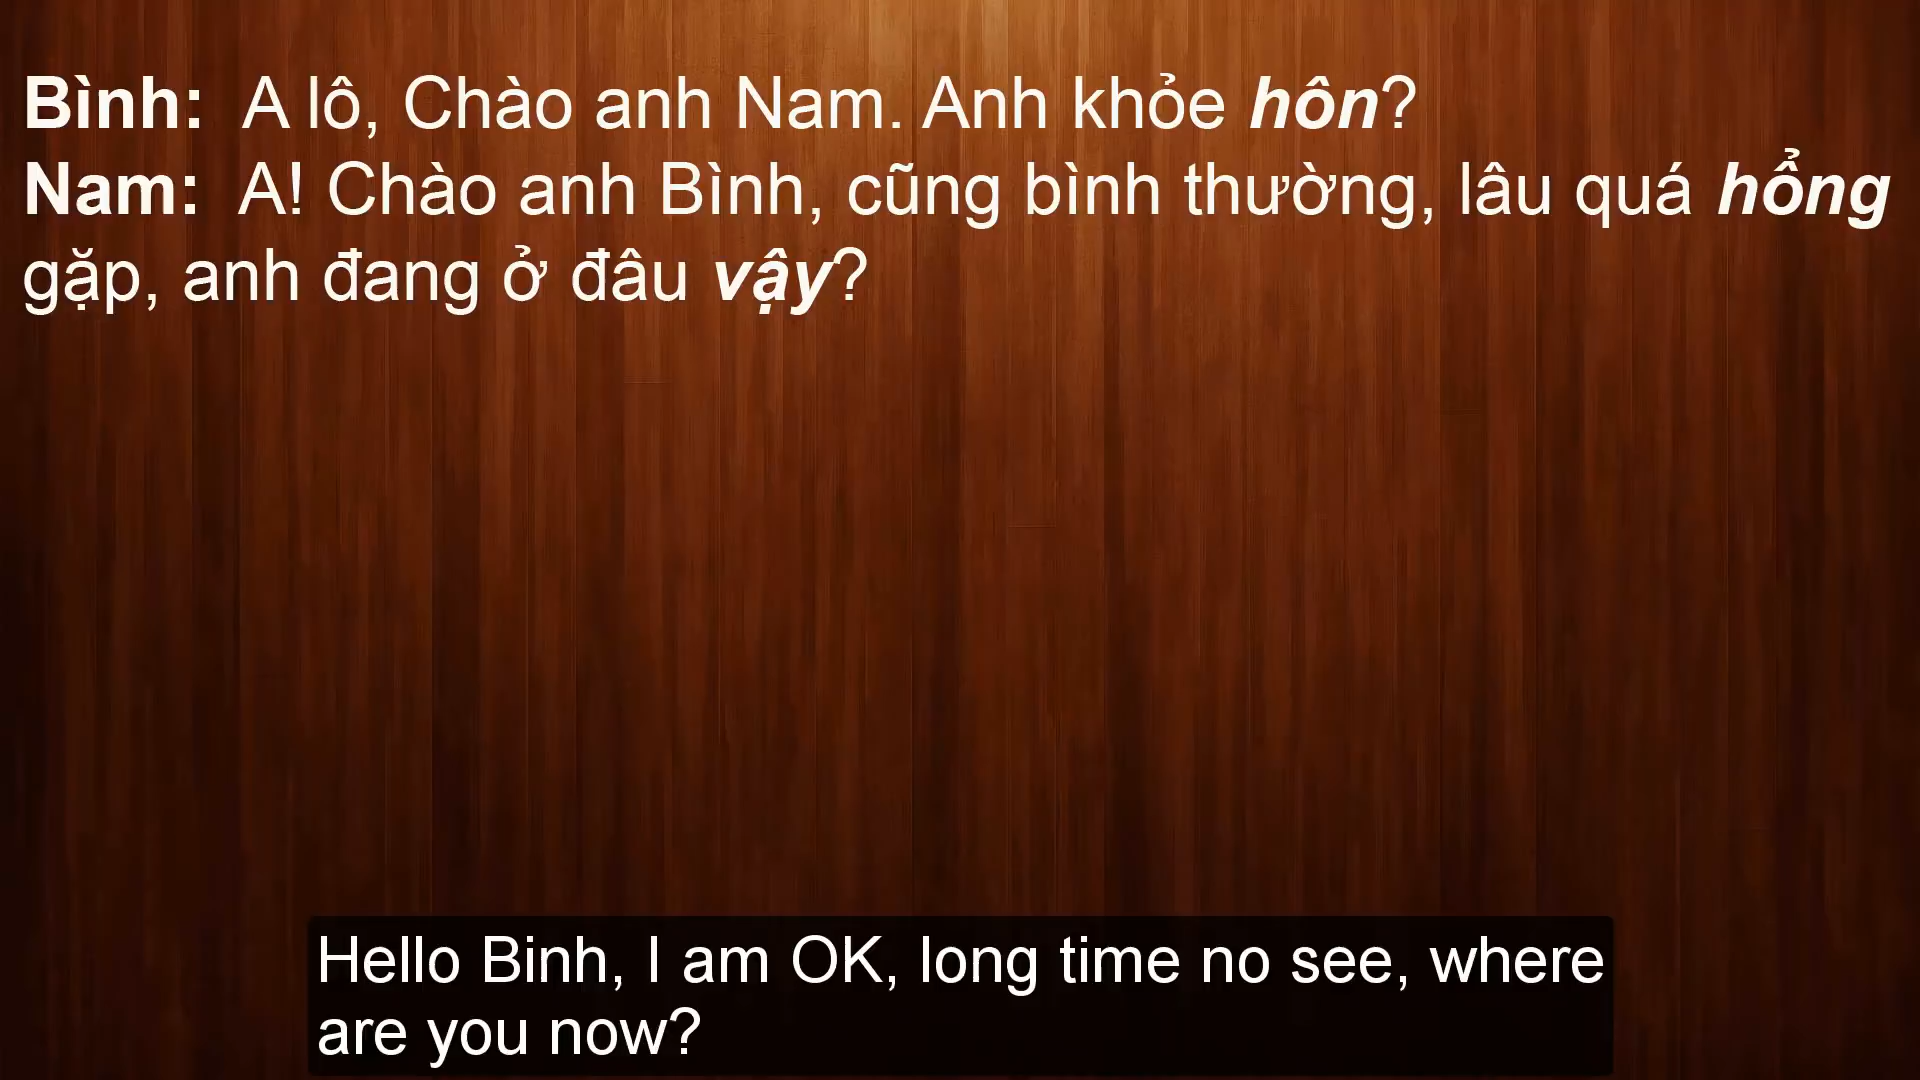 Bình: A lô, Chào anh Nam. Anh khỏe hôn?
Nam: A! Chào anh Bình, cũng bình thường, lâu quá hổng
gặp, anh đang ở đâu vậy?
Hello Binh, I am OK, long time no see, where
are you now?